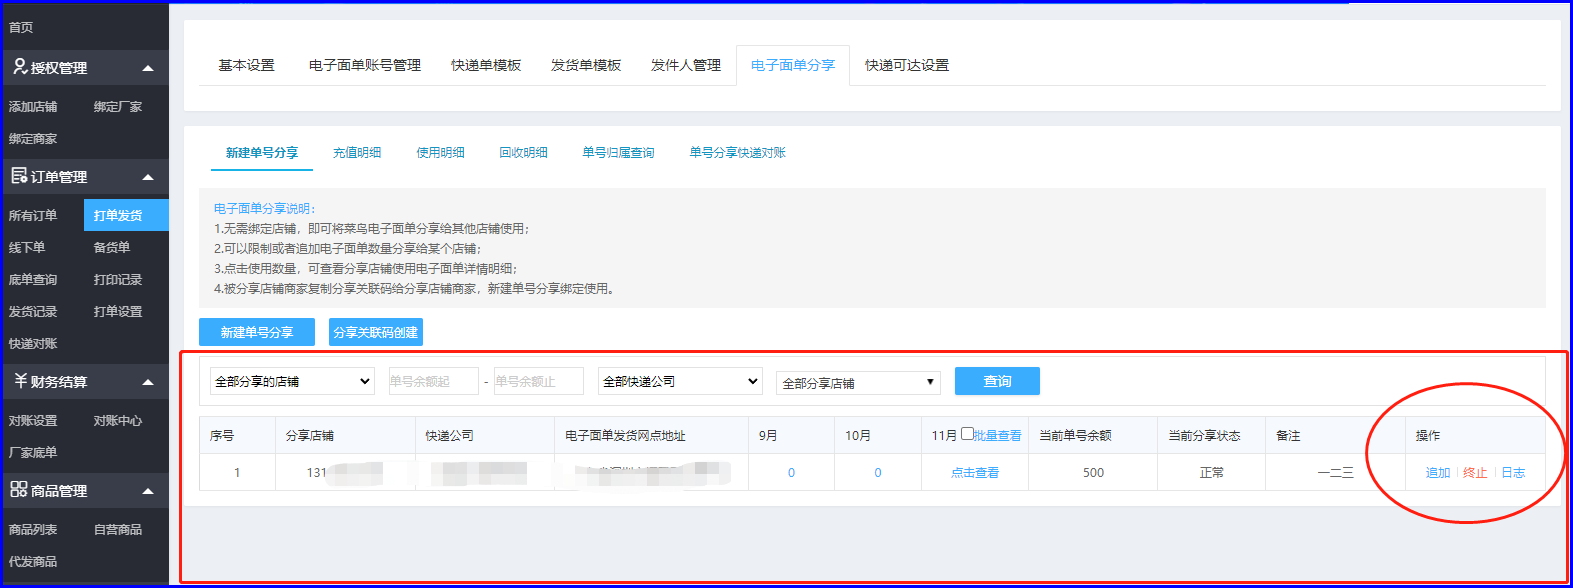 首页
授权管理
添加店铺 绑定厂家
绑定商家
订单管理
所有订单 打单发货
线下单 备货单
底单查询 打印记录
发货记录 打单设置
快递对账
财务结算
对账设置 对账中心
厂家底单
商品管理
商品列表 自营商品
代发商品
基本设置 电子面单账号管理 快递单模板 发货单模板 发件人管理 电子面单分享 快递可达设置
新建单号分享 充值明细 使用明细 回收明细 单号归属查询 单号分享快递对账
电子面单分享说明：
1.无需绑定店铺，即可将菜鸟电子面单分享给其他店铺使用；
2.可以限制或者追加电子面单数量分享给某个店铺；
3.点击使用数量，可查看分享店铺使用电子面单详情明细；
4.被分享店铺商家复制分享关联码给分享店铺商家，新建单号分享绑定使用。
新建单号分享 分享关联码创建
全部分享的店铺 单号余额起 - 单号余额止 全部快递公司 全部分享店铺 查询
序号 分享店铺 快递公司 电子面单发货网点地址 9月 10月 11月 批量查看 当前单号余额 当前分享状态 备注 操作
1 131 0 0 点击查看 500 正常 一二三 追加 终止 日志